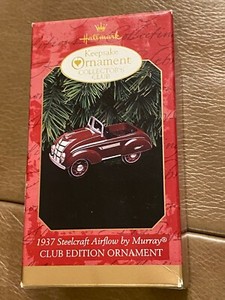 Hallmark
Keepsake
Ornament
COLLECTOR'S
CLUB
1937 Steelcraft Airflow by Murray®
CLUB EDITION ORNAMENT